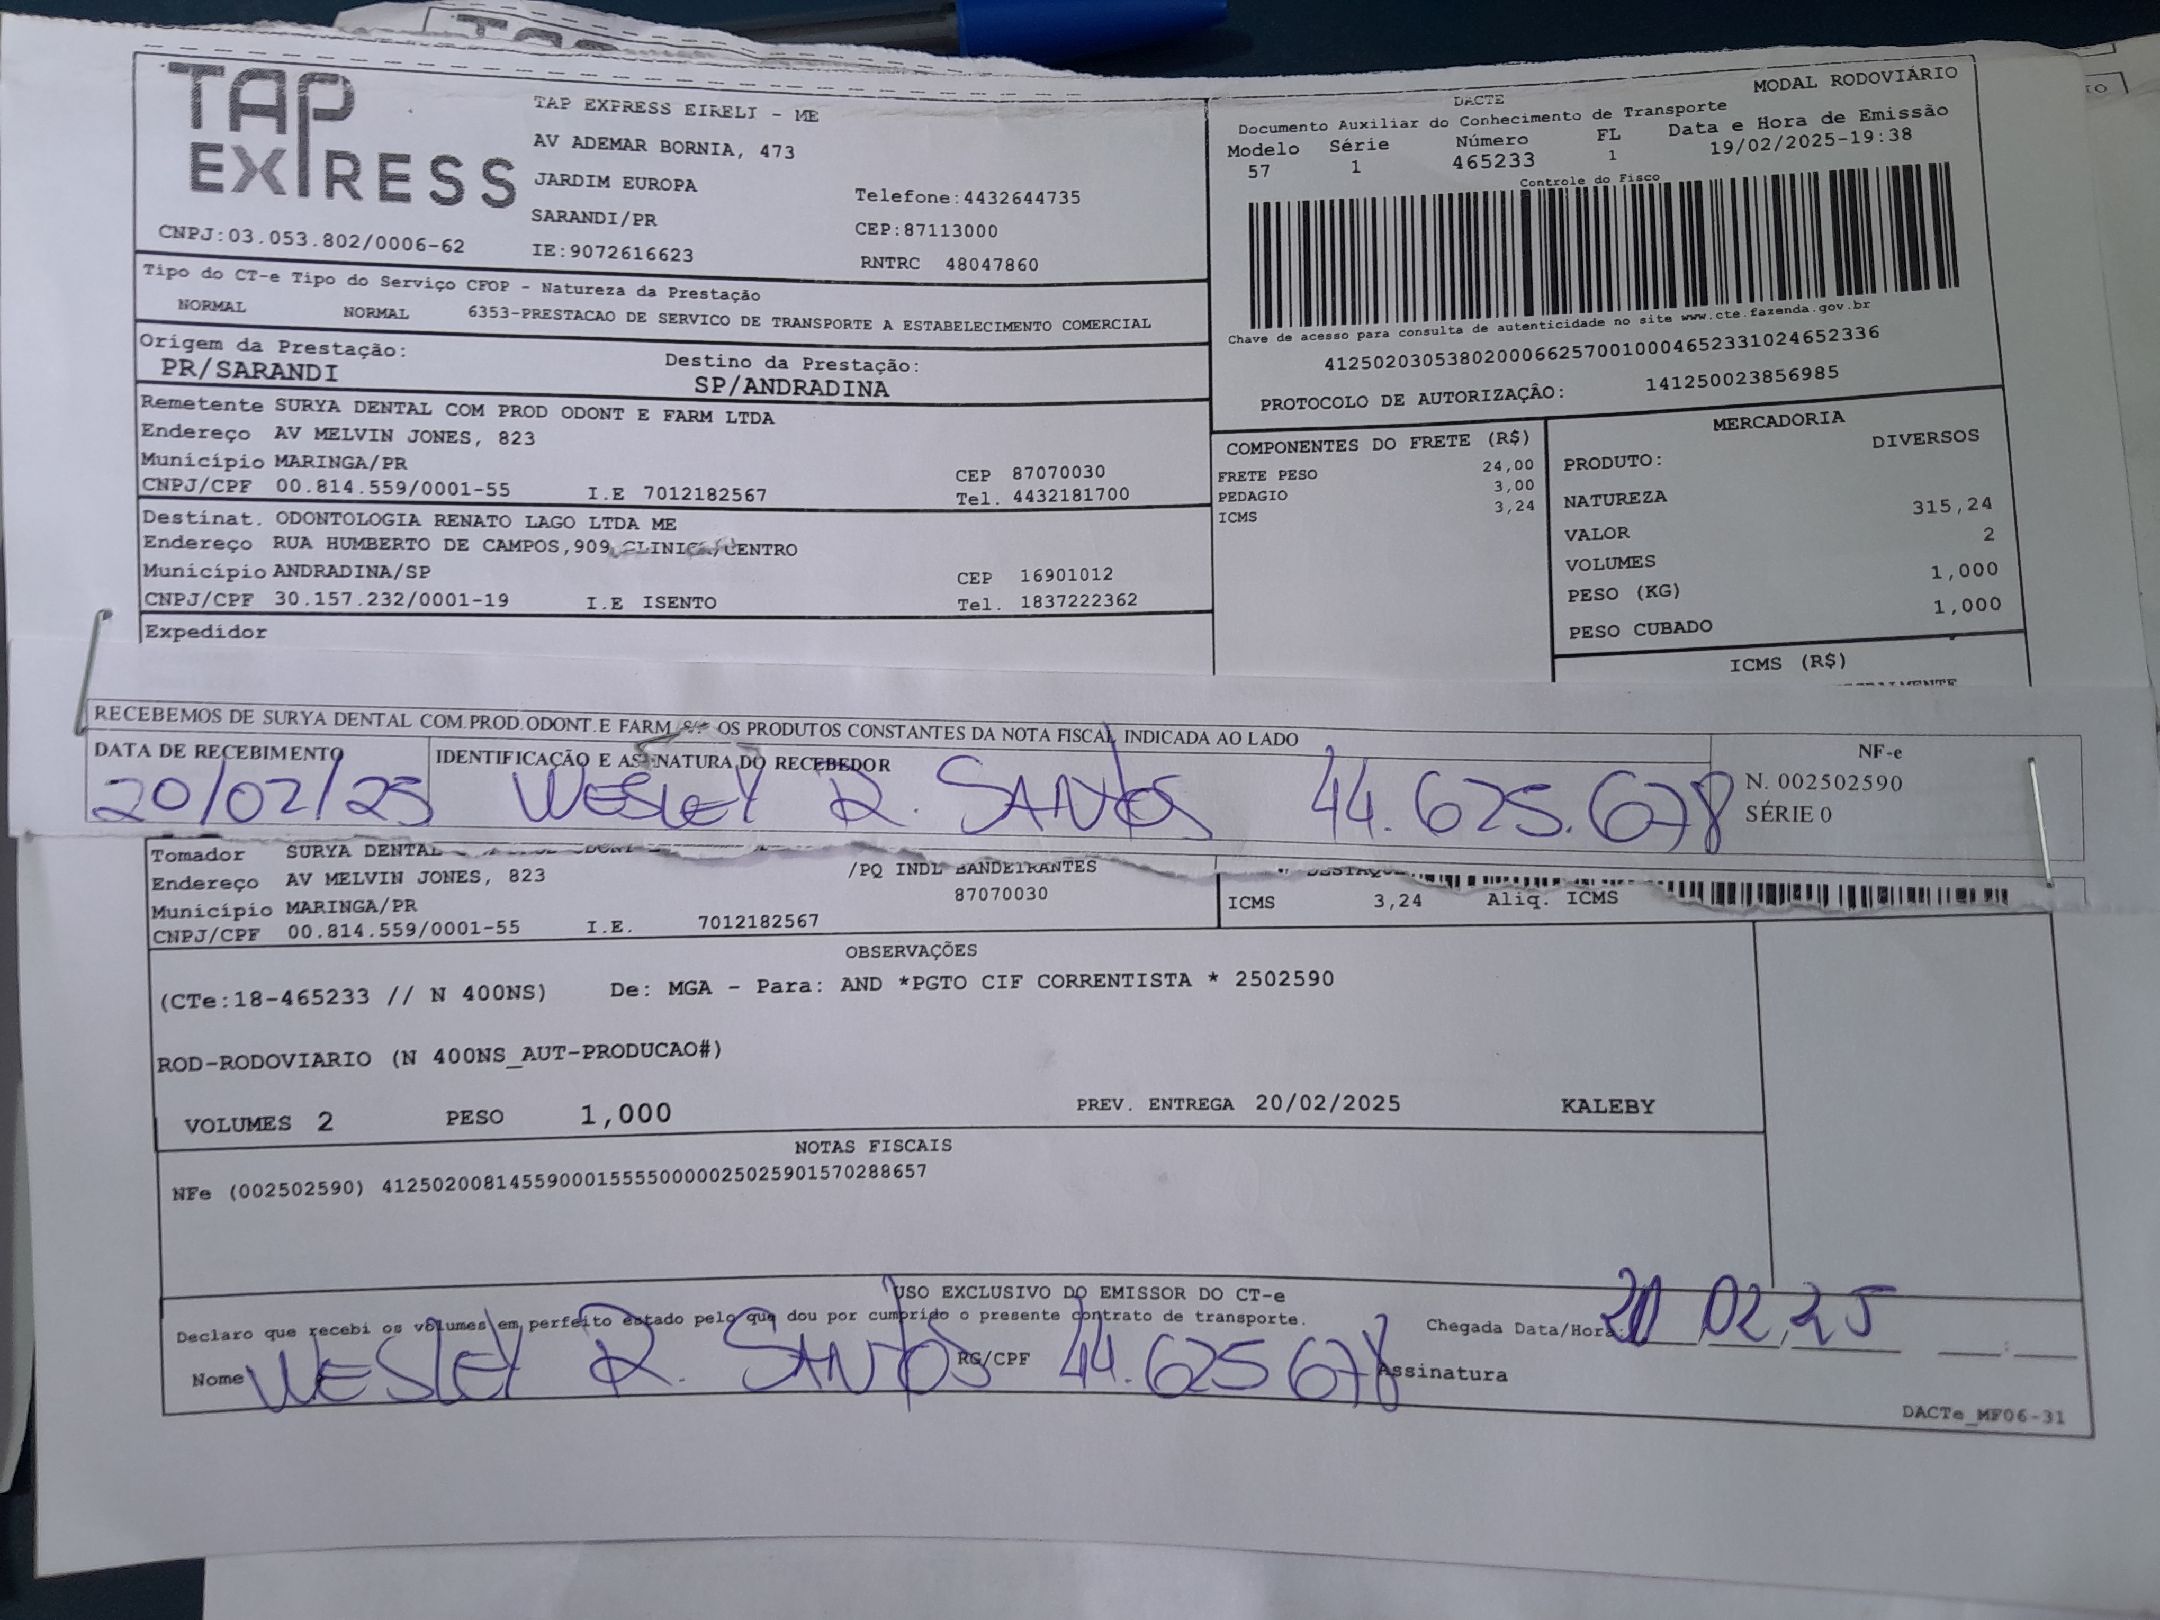 TAP EXPRESS
TAP EXPRESS EIRELI - ME
AV ADEMAR BORNIA, 473
JARDIM EUROPA
Telefone:4432644735
SARANDI/PR
CEP:87113000
CNPJ:03.053.802/0006-62
IE:9072616623
RNTRC 48047860
MODAL RODOVIÁRIO
DACTE
Documento Auxiliar do Conhecimento de Transporte
Modelo Série Número FL Data e Hora de Emissão
57 1 465233 1 19/02/2025-19:38
Controle do Fisco
Chave de acesso para consulta de autenticidade no site www.cte.fazenda.gov.br
41250203053802000662570010004652331024652336
PROTOCOLO DE AUTORIZAÇÃO: 141250023856985
Tipo do CT-e Tipo do Serviço CFOP - Natureza da Prestação
NORMAL NORMAL 6353-PRESTACAO DE SERVICO DE TRANSPORTE A ESTABELECIMENTO COMERCIAL
Origem da Prestação: Destino da Prestação:
PR/SARANDI SP/ANDRADINA
Remetente SURYA DENTAL COM PROD ODONT E FARM LTDA
Endereço AV MELVIN JONES, 823
Município MARINGA/PR CEP 87070030
CNPJ/CPF 00.814.559/0001-55 I.E 7012182567 Tel. 4432181700
Destinat. ODONTOLOGIA RENATO LAGO LTDA ME
Endereço RUA HUMBERTO DE CAMPOS,909 CLINICA/CENTRO
Município ANDRADINA/SP CEP 16901012
CNPJ/CPF 30.157.232/0001-19 I.E ISENTO Tel. 1837222362
Expedidor
COMPONENTES DO FRETE (R$)
FRETE PESO 24,00
PEDAGIO 3,00
ICMS 3,24
MERCADORIA
PRODUTO: DIVERSOS
NATUREZA
VALOR 315,24
VOLUMES 2
PESO (KG) 1,000
PESO CUBADO 1,000
ICMS (R$)
RECEBEMOS DE SURYA DENTAL COM.PROD.ODONT.E FARM OS PRODUTOS CONSTANTES DA NOTA FISCAL INDICADA AO LADO
DATA DE RECEBIMENTO IDENTIFICAÇÃO E ASSINATURA DO RECEBEDOR
20/02/25 WESLEY R. SANTOS 44.625.678
NF-e
N. 002502590
SÉRIE 0
Tomador SURYA DENTAL
Endereço AV MELVIN JONES, 823 /PQ INDL BANDEIRANTES
Município MARINGA/PR 87070030
CNPJ/CPF 00.814.559/0001-55 I.E. 7012182567
ICMS 3,24 Aliq. ICMS
OBSERVAÇÕES
(CTe:18-465233 // N 400NS) De: MGA - Para: AND *PGTO CIF CORRENTISTA * 2502590
ROD-RODOVIARIO (N 400NS_AUT-PRODUCAO#)
VOLUMES 2 PESO 1,000 PREV. ENTREGA 20/02/2025 KALEBY
NOTAS FISCAIS
NFe (002502590) 41250200814559000155550000025025901570288657
USO EXCLUSIVO DO EMISSOR DO CT-e
Declaro que recebi os volumes em perfeito estado pelo que dou por cumprido o presente contrato de transporte.
Chegada Data/Hora: 20 02 25
Nome WESLEY R. SANTOS RG/CPF 44.625 678 Assinatura
DACTe_MF06-31